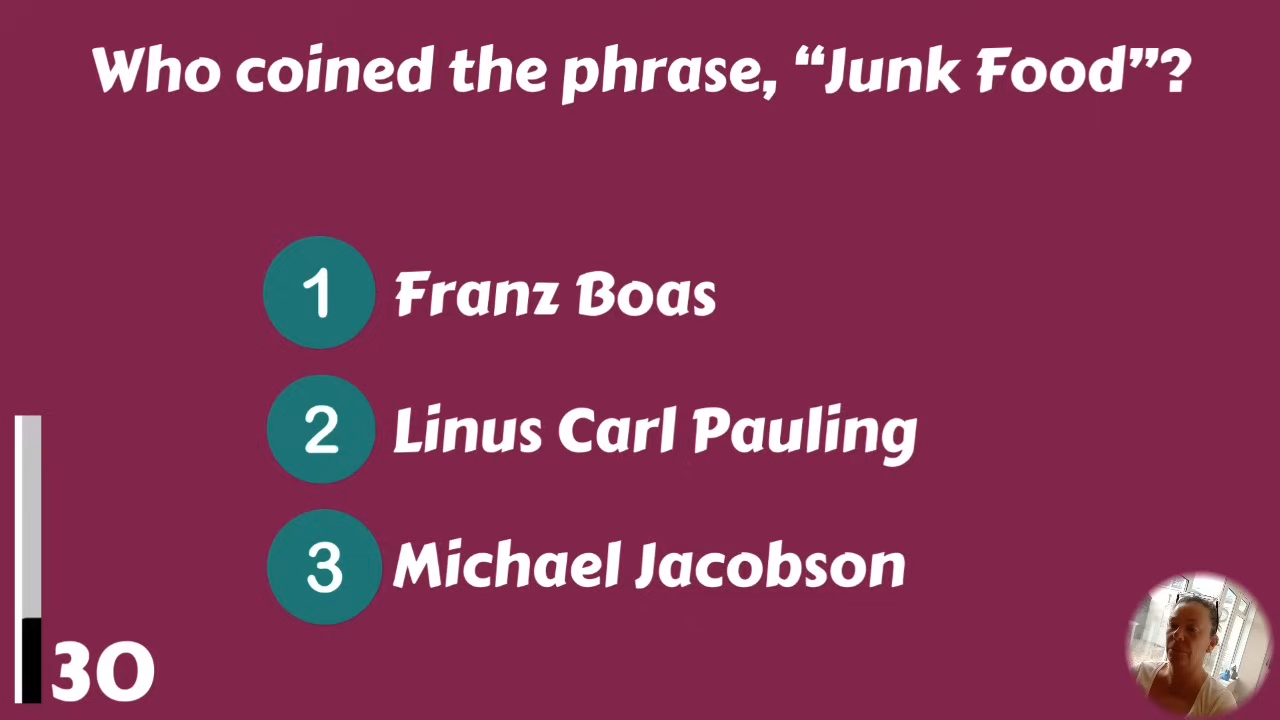 Who coined the phrase, “Junk Food”?
1 Franz Boas
2 Linus Carl Pauling
3 Michael Jacobson
30